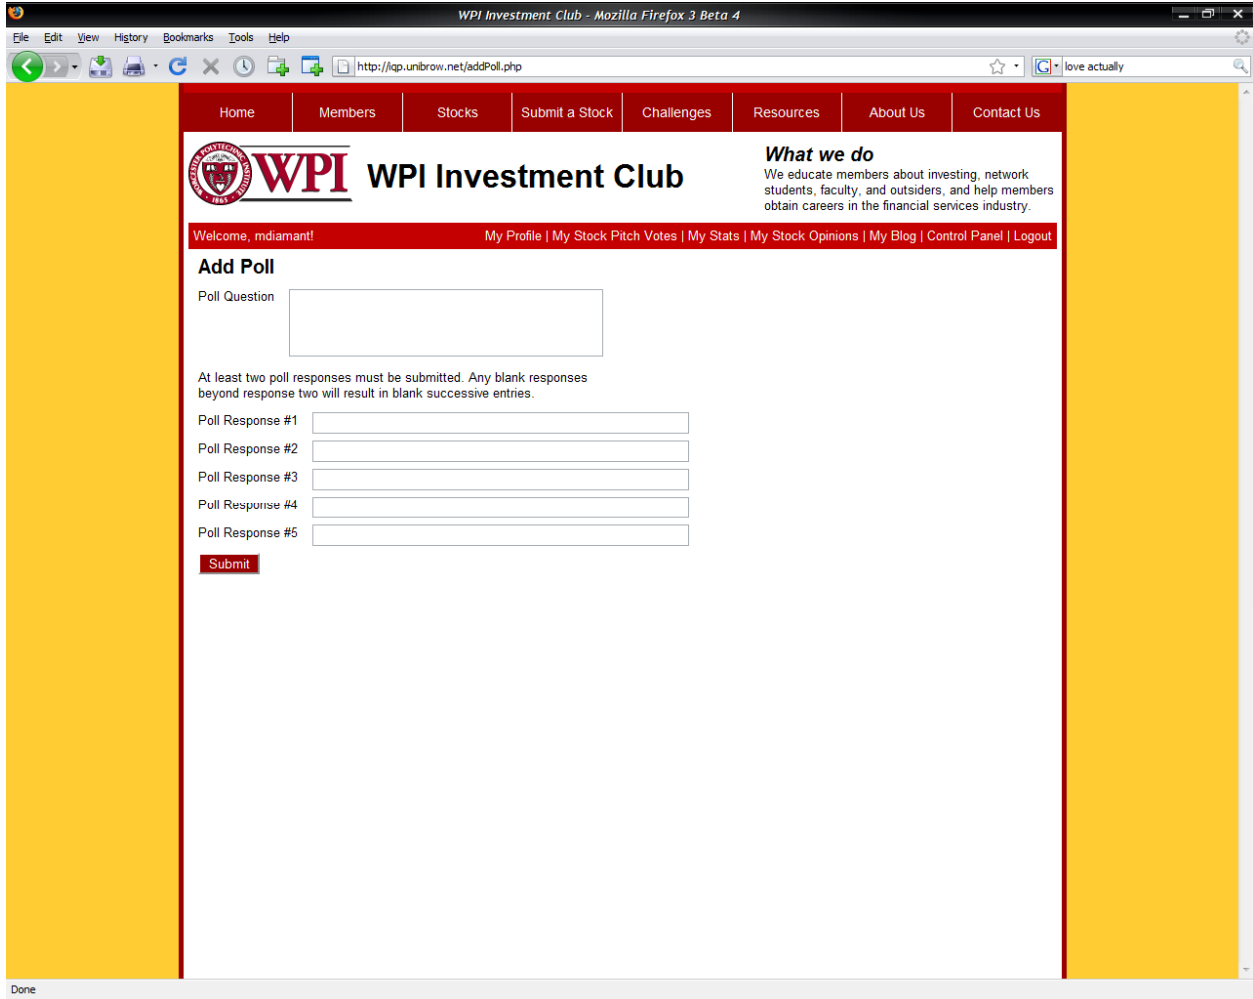 WPI Investment Club - Mozilla Firefox 3 Beta 4
File Edit View History Bookmarks Tools Help
http://iqp.unibrow.net/addPoll.php
G love actually
Home Members Stocks Submit a Stock Challenges Resources About Us Contact Us
WORCESTER POLYTECHNIC INSTITUTE
1865
WPI
WPI Investment Club
What we do
We educate members about investing, network
students, faculty, and outsiders, and help members
obtain careers in the financial services industry.
Welcome, mdiamant!
My Profile | My Stock Pitch Votes | My Stats | My Stock Opinions | My Blog | Control Panel | Logout
Add Poll
Poll Question
At least two poll responses must be submitted. Any blank responses
beyond response two will result in blank successive entries.
Poll Response #1
Poll Response #2
Poll Response #3
Poll Response #4
Poll Response #5
Submit
Done